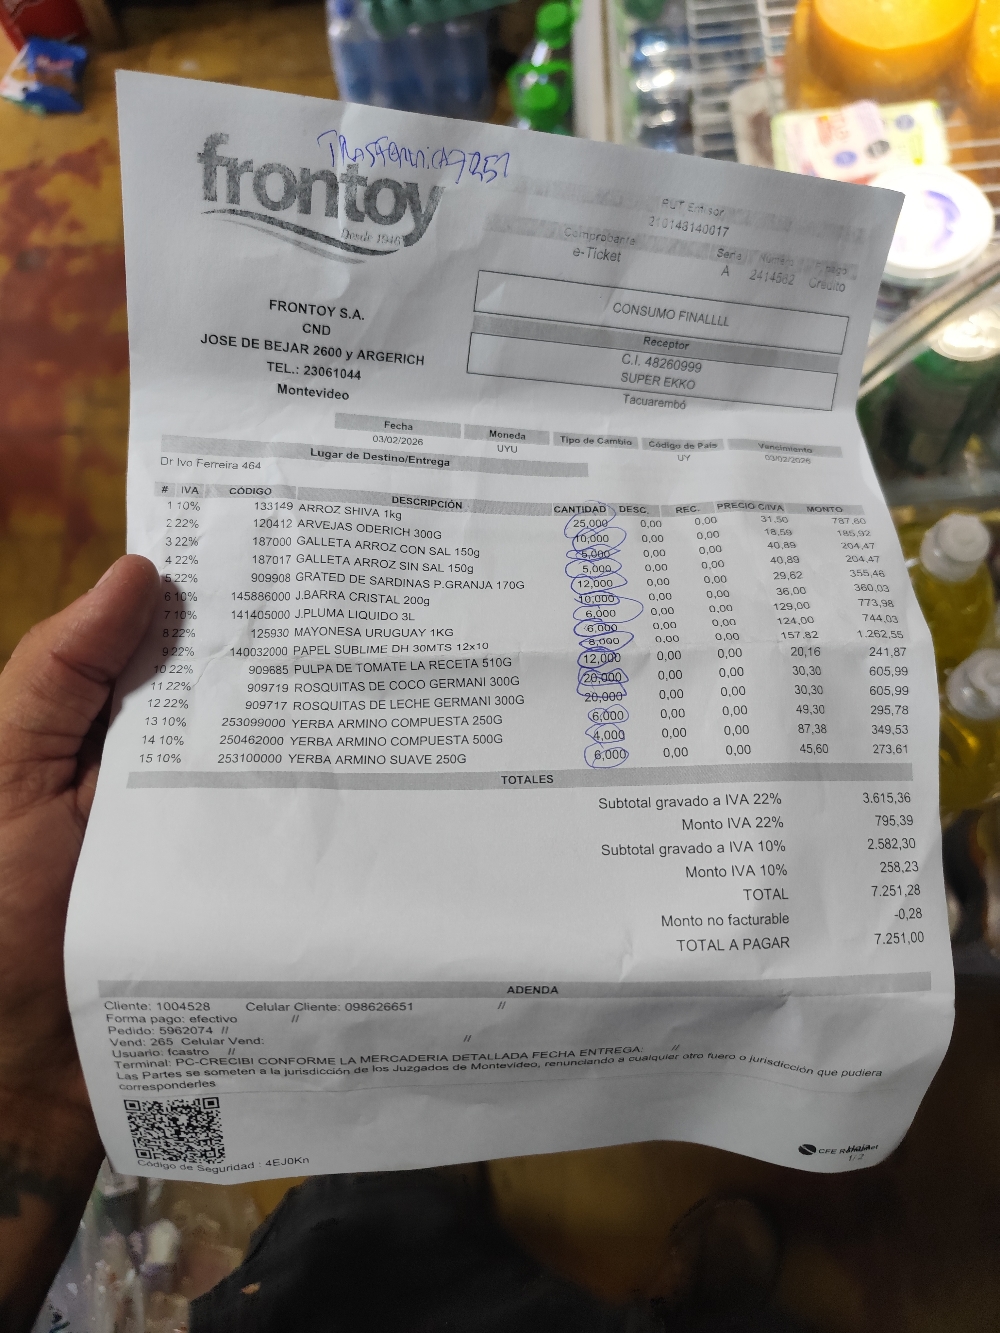 TRASFERENCIA 7251
frontoy
Desde 1946
RUT Emisor
210148140017
Comprobante Serie Número Pago
e-Ticket A 2414582 Crédito
CONSUMO FINALLLL
Receptor
C.I. 48260999
SUPER EKKO
Tacuarembó
FRONTOY S.A.
CND
JOSE DE BEJAR 2600 y ARGERICH
TEL.: 23061044
Montevideo
Fecha Moneda Tipo de Cambio Código de País Vencimiento
03/02/2026 UYU UY 03/02/2026
Lugar de Destino/Entrega
Dr Ivo Ferreira 464
# IVA CÓDIGO DESCRIPCIÓN CANTIDAD DESC. REC. PRECIO C/IVA MONTO
1 10% 133149 ARROZ SHIVA 1kg 25,000 0,00 0,00 31,50 787,60
2 22% 120412 ARVEJAS ODERICH 300G 10,000 0,00 0,00 18,59 185,92
3 22% 187000 GALLETA ARROZ CON SAL 150g 5,000 0,00 0,00 40,89 204,47
4 22% 187017 GALLETA ARROZ SIN SAL 150g 5,000 0,00 0,00 40,89 204,47
5 22% 909908 GRATED DE SARDINAS P.GRANJA 170G 12,000 0,00 0,00 29,62 355,46
6 10% 145886000 J.BARRA CRISTAL 200g 10,000 0,00 0,00 36,00 360,03
7 10% 141405000 J.PLUMA LIQUIDO 3L 6,000 0,00 0,00 129,00 773,98
8 22% 125930 MAYONESA URUGUAY 1KG 6,000 0,00 0,00 124,00 744,03
9 22% 140032000 PAPEL SUBLIME DH 30MTS 12x10 8,000 0,00 0,00 157,82 1.262,55
10 22% 909685 PULPA DE TOMATE LA RECETA 510G 12,000 0,00 0,00 20,16 241,87
11 22% 909719 ROSQUITAS DE COCO GERMANI 300G 20,000 0,00 0,00 30,30 605,99
12 22% 909717 ROSQUITAS DE LECHE GERMANI 300G 20,000 0,00 0,00 30,30 605,99
13 10% 253099000 YERBA ARMINO COMPUESTA 250G 6,000 0,00 0,00 49,30 295,78
14 10% 250462000 YERBA ARMINO COMPUESTA 500G 4,000 0,00 0,00 87,38 349,53
15 10% 253100000 YERBA ARMINO SUAVE 250G 6,000 0,00 0,00 45,60 273,61
TOTALES
Subtotal gravado a IVA 22% 3.615,36
Monto IVA 22% 795,39
Subtotal gravado a IVA 10% 2.582,30
Monto IVA 10% 258,23
TOTAL 7.251,28
Monto no facturable -0,28
TOTAL A PAGAR 7.251,00
ADENDA
Cliente: 1004528 Celular Cliente: 098626651 //
Forma pago: efectivo //
Pedido: 5962074 //
Vend: 265 Celular Vend: //
Usuario: fcastro //
Terminal: PC-CRECIBI CONFORME LA MERCADERIA DETALLADA FECHA ENTREGA: //
Las Partes se someten a la jurisdicción de los Juzgados de Montevideo, renunciando a cualquier otro fuero o jurisdicción que pudiera
corresponderles
Código de Seguridad : 4EJ0Kn
CFE
1/2